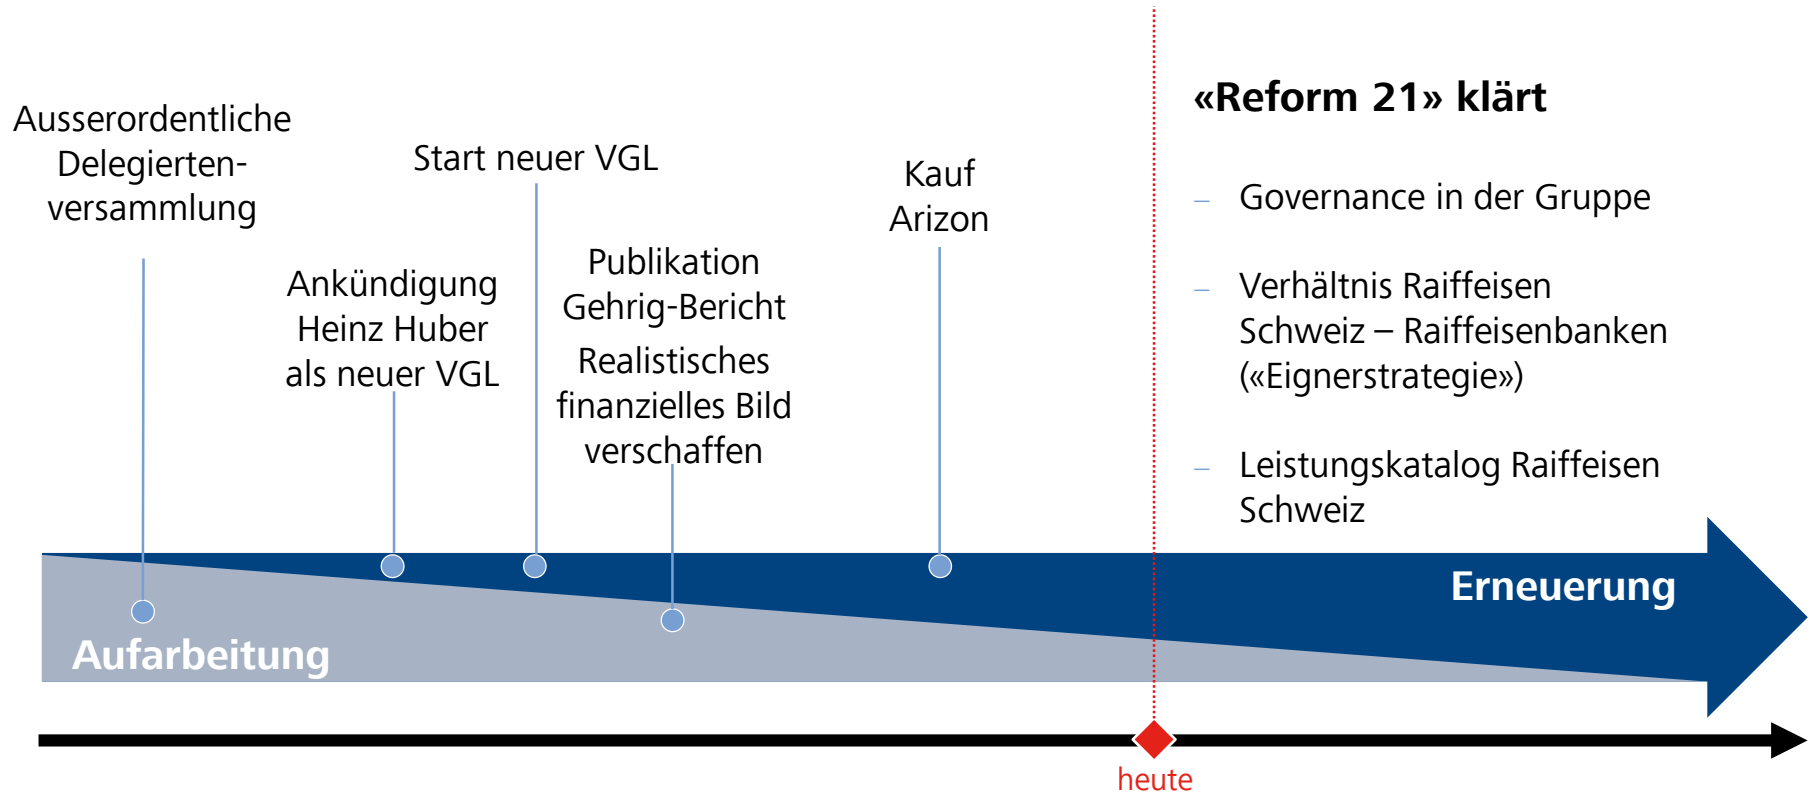 Ausserordentliche
Delegierten-
versammlung
Ankündigung
Heinz Huber
als neuer VGL
Start neuer VGL
Publikation
Gehrig-Bericht
Realistisches
finanzielles Bild
verschaffen
Kauf
Arizon
«Reform 21» klärt
– Governance in der Gruppe
– Verhältnis Raiffeisen
Schweiz – Raiffeisenbanken
(«Eignerstrategie»)
– Leistungskatalog Raiffeisen
Schweiz
Erneuerung
Aufarbeitung
heute